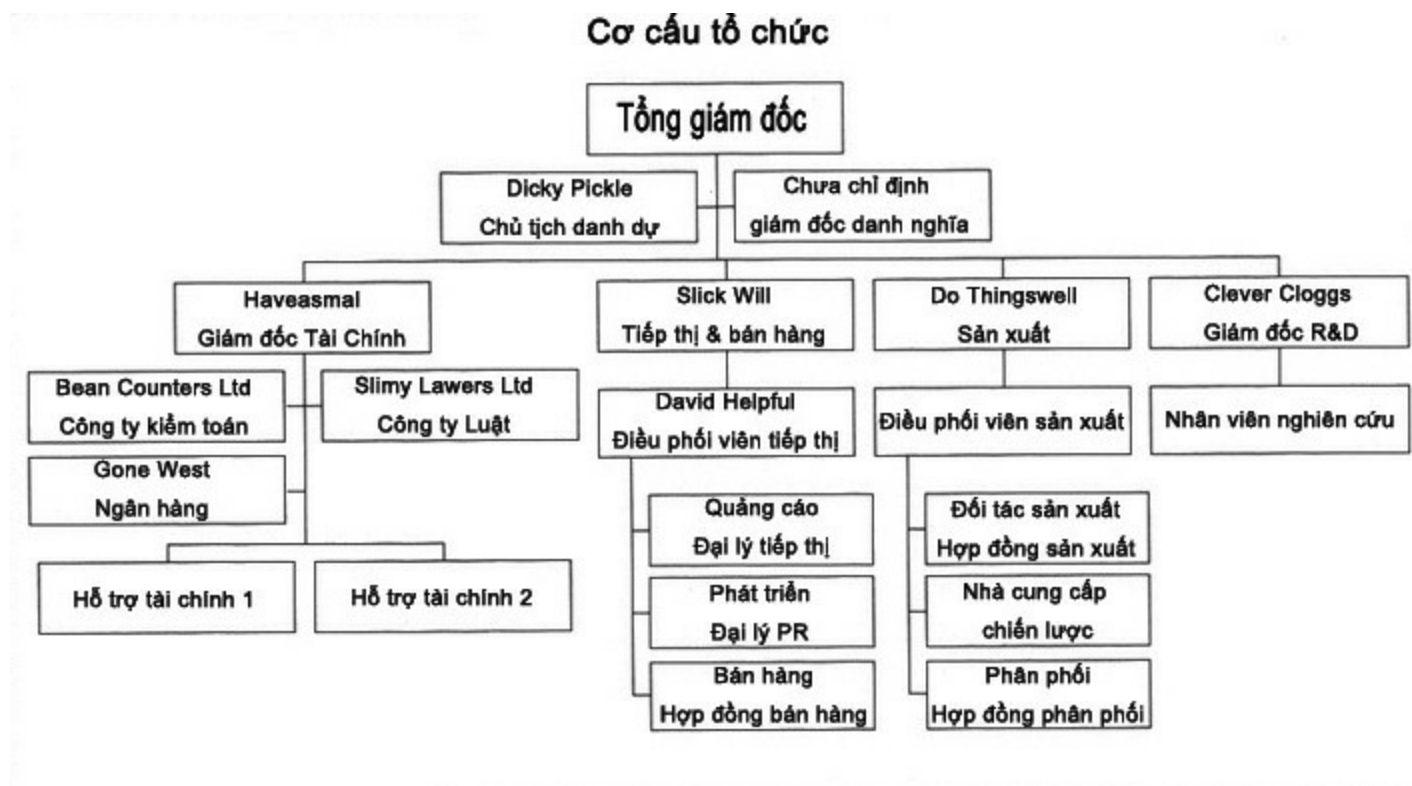 Cơ cấu tổ chức
Tổng giám đốc
Dicky Pickle
Chủ tịch danh dự
Chưa chỉ định
giám đốc danh nghĩa
Haveasmal
Giám đốc Tài Chính
Slick Will
Tiếp thị & bán hàng
Do Thingswell
Sản xuất
Clever Cloggs
Giám đốc R&D
Bean Counters Ltd
Công ty kiểm toán
Slimy Lawers Ltd
Công ty Luật
David Helpful
Điều phối viên tiếp thị
Điều phối viên sản xuất
Nhân viên nghiên cứu
Gone West
Ngân hàng
Hỗ trợ tài chính 1
Hỗ trợ tài chính 2
Quảng cáo
Đại lý tiếp thị
Phát triển
Đại lý PR
Bán hàng
Hợp đồng bán hàng
Đối tác sản xuất
Hợp đồng sản xuất
Nhà cung cấp
chiến lược
Phân phối
Hợp đồng phân phối